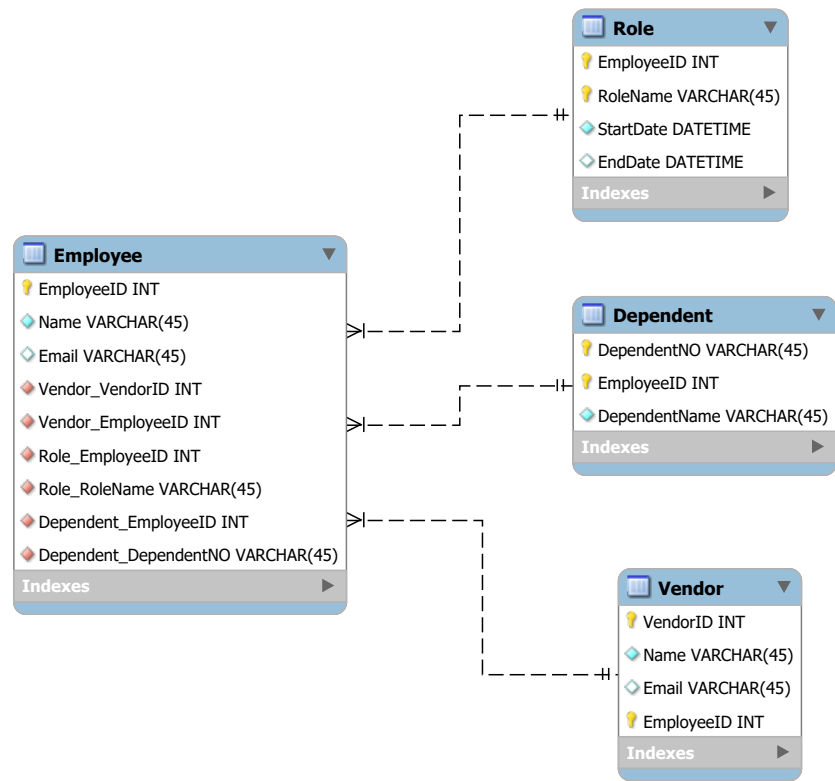 Role
EmployeeID INT
RoleName VARCHAR(45)
StartDate DATETIME
EndDate DATETIME
Indexes
Employee
EmployeeID INT
Name VARCHAR(45)
Email VARCHAR(45)
Vendor_VendorID INT
Vendor_EmployeeID INT
Role_EmployeeID INT
Role_RoleName VARCHAR(45)
Dependent_EmployeeID INT
Dependent_DependentNO VARCHAR(45)
Indexes
Dependent
DependentNO VARCHAR(45)
EmployeeID INT
DependentName VARCHAR(45)
Indexes
Vendor
VendorID INT
Name VARCHAR(45)
Email VARCHAR(45)
EmployeeID INT
Indexes